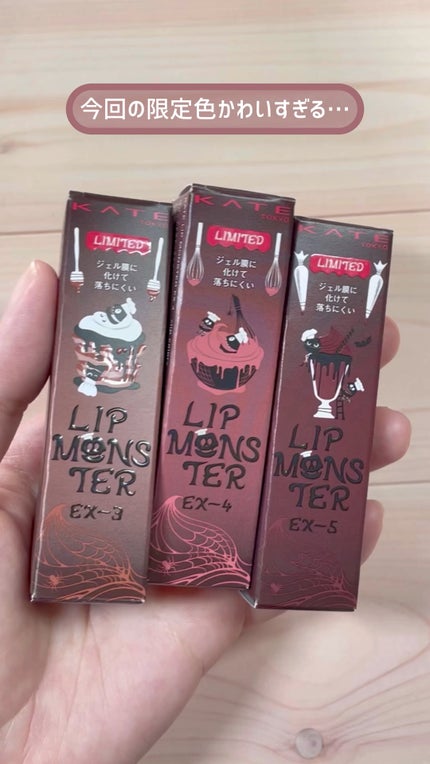 今回の限定色かわいすぎる…
KATE
TOKYO
LIMITED
ジェル膜に
化けて
落ちにくい
LIP
MONS
TER
EX-3
KATE
TOKYO
LIMITED
ジェル膜に
化けて
落ちにくい
LIP
MONS
TER
EX-4
KATE
TOKYO
LIMITED
ジェル膜に
化けて
落ちにくい
LIP
MONS
TER
EX-5